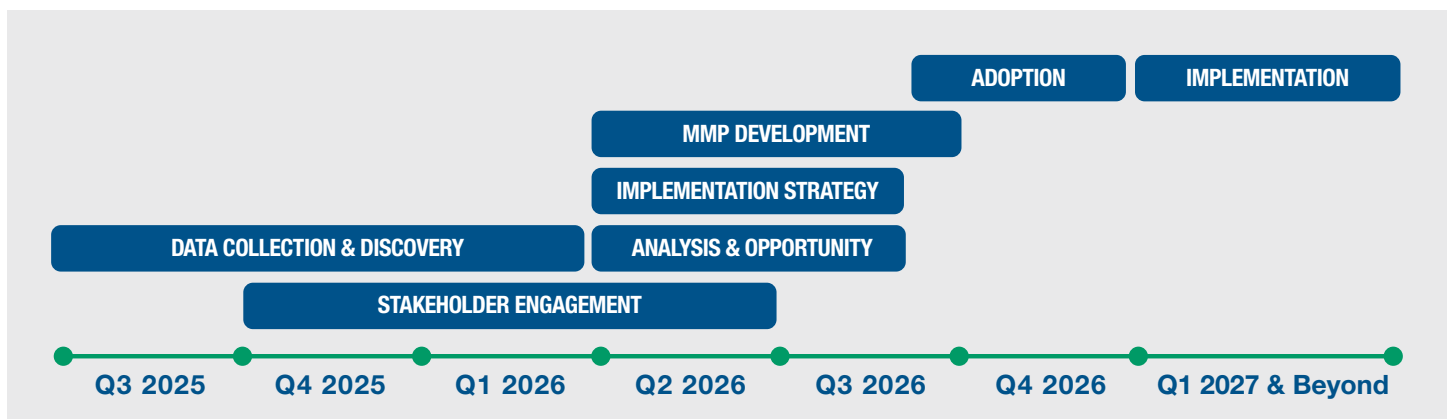 ADOPTION
IMPLEMENTATION
MMP DEVELOPMENT
IMPLEMENTATION STRATEGY
DATA COLLECTION & DISCOVERY
ANALYSIS & OPPORTUNITY
STAKEHOLDER ENGAGEMENT
Q3 2025
Q4 2025
Q1 2026
Q2 2026
Q3 2026
Q4 2026
Q1 2027 & Beyond